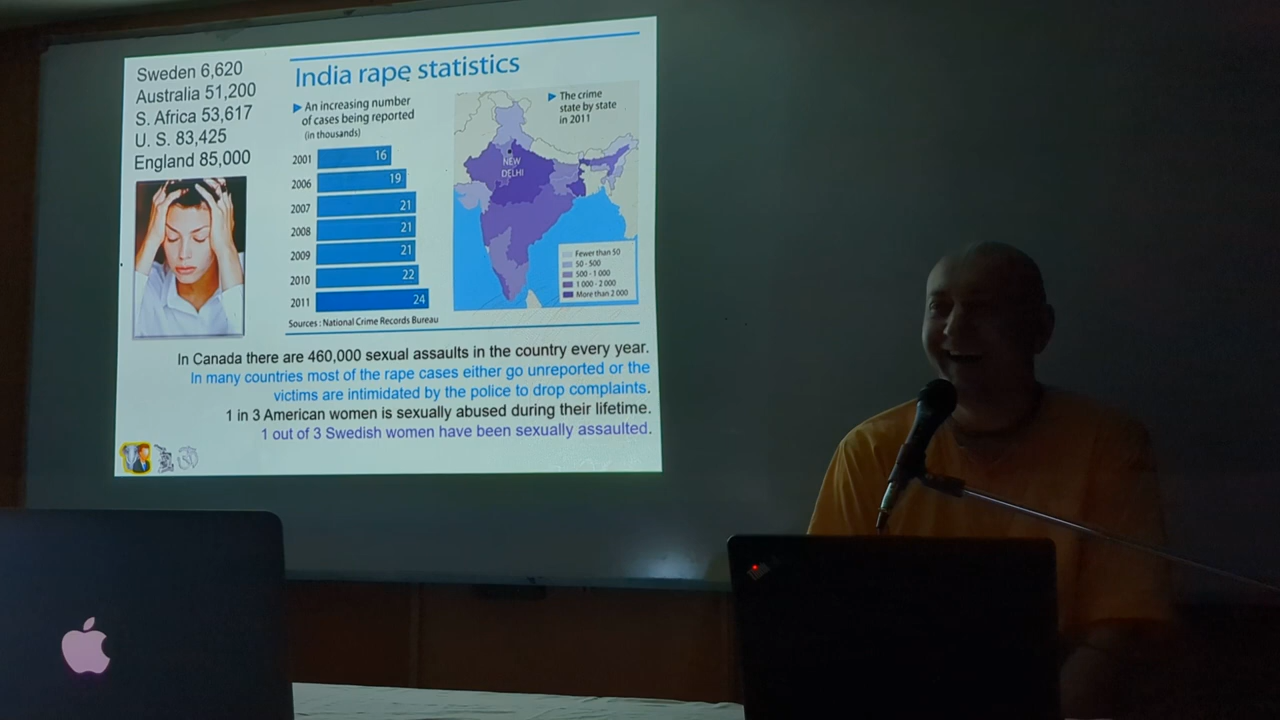 Sweden 6,620
Australia 51,200
S. Africa 53,617
U. S. 83,425
England 85,000
India rape statistics
An increasing number
of cases being reported
(in thousands)
2001 16
2006 19
2007 21
2008 21
2009 21
2010 22
2011 24
Sources : National Crime Records Bureau
The crime
state by state
in 2011
NEW
DELHI
Fewer than 50
50 - 500
500 - 1 000
1 000 - 2 000
More than 2 000
In Canada there are 460,000 sexual assaults in the country every year.
In many countries most of the rape cases either go unreported or the
victims are intimidated by the police to drop complaints.
1 in 3 American women is sexually abused during their lifetime.
1 out of 3 Swedish women have been sexually assaulted.